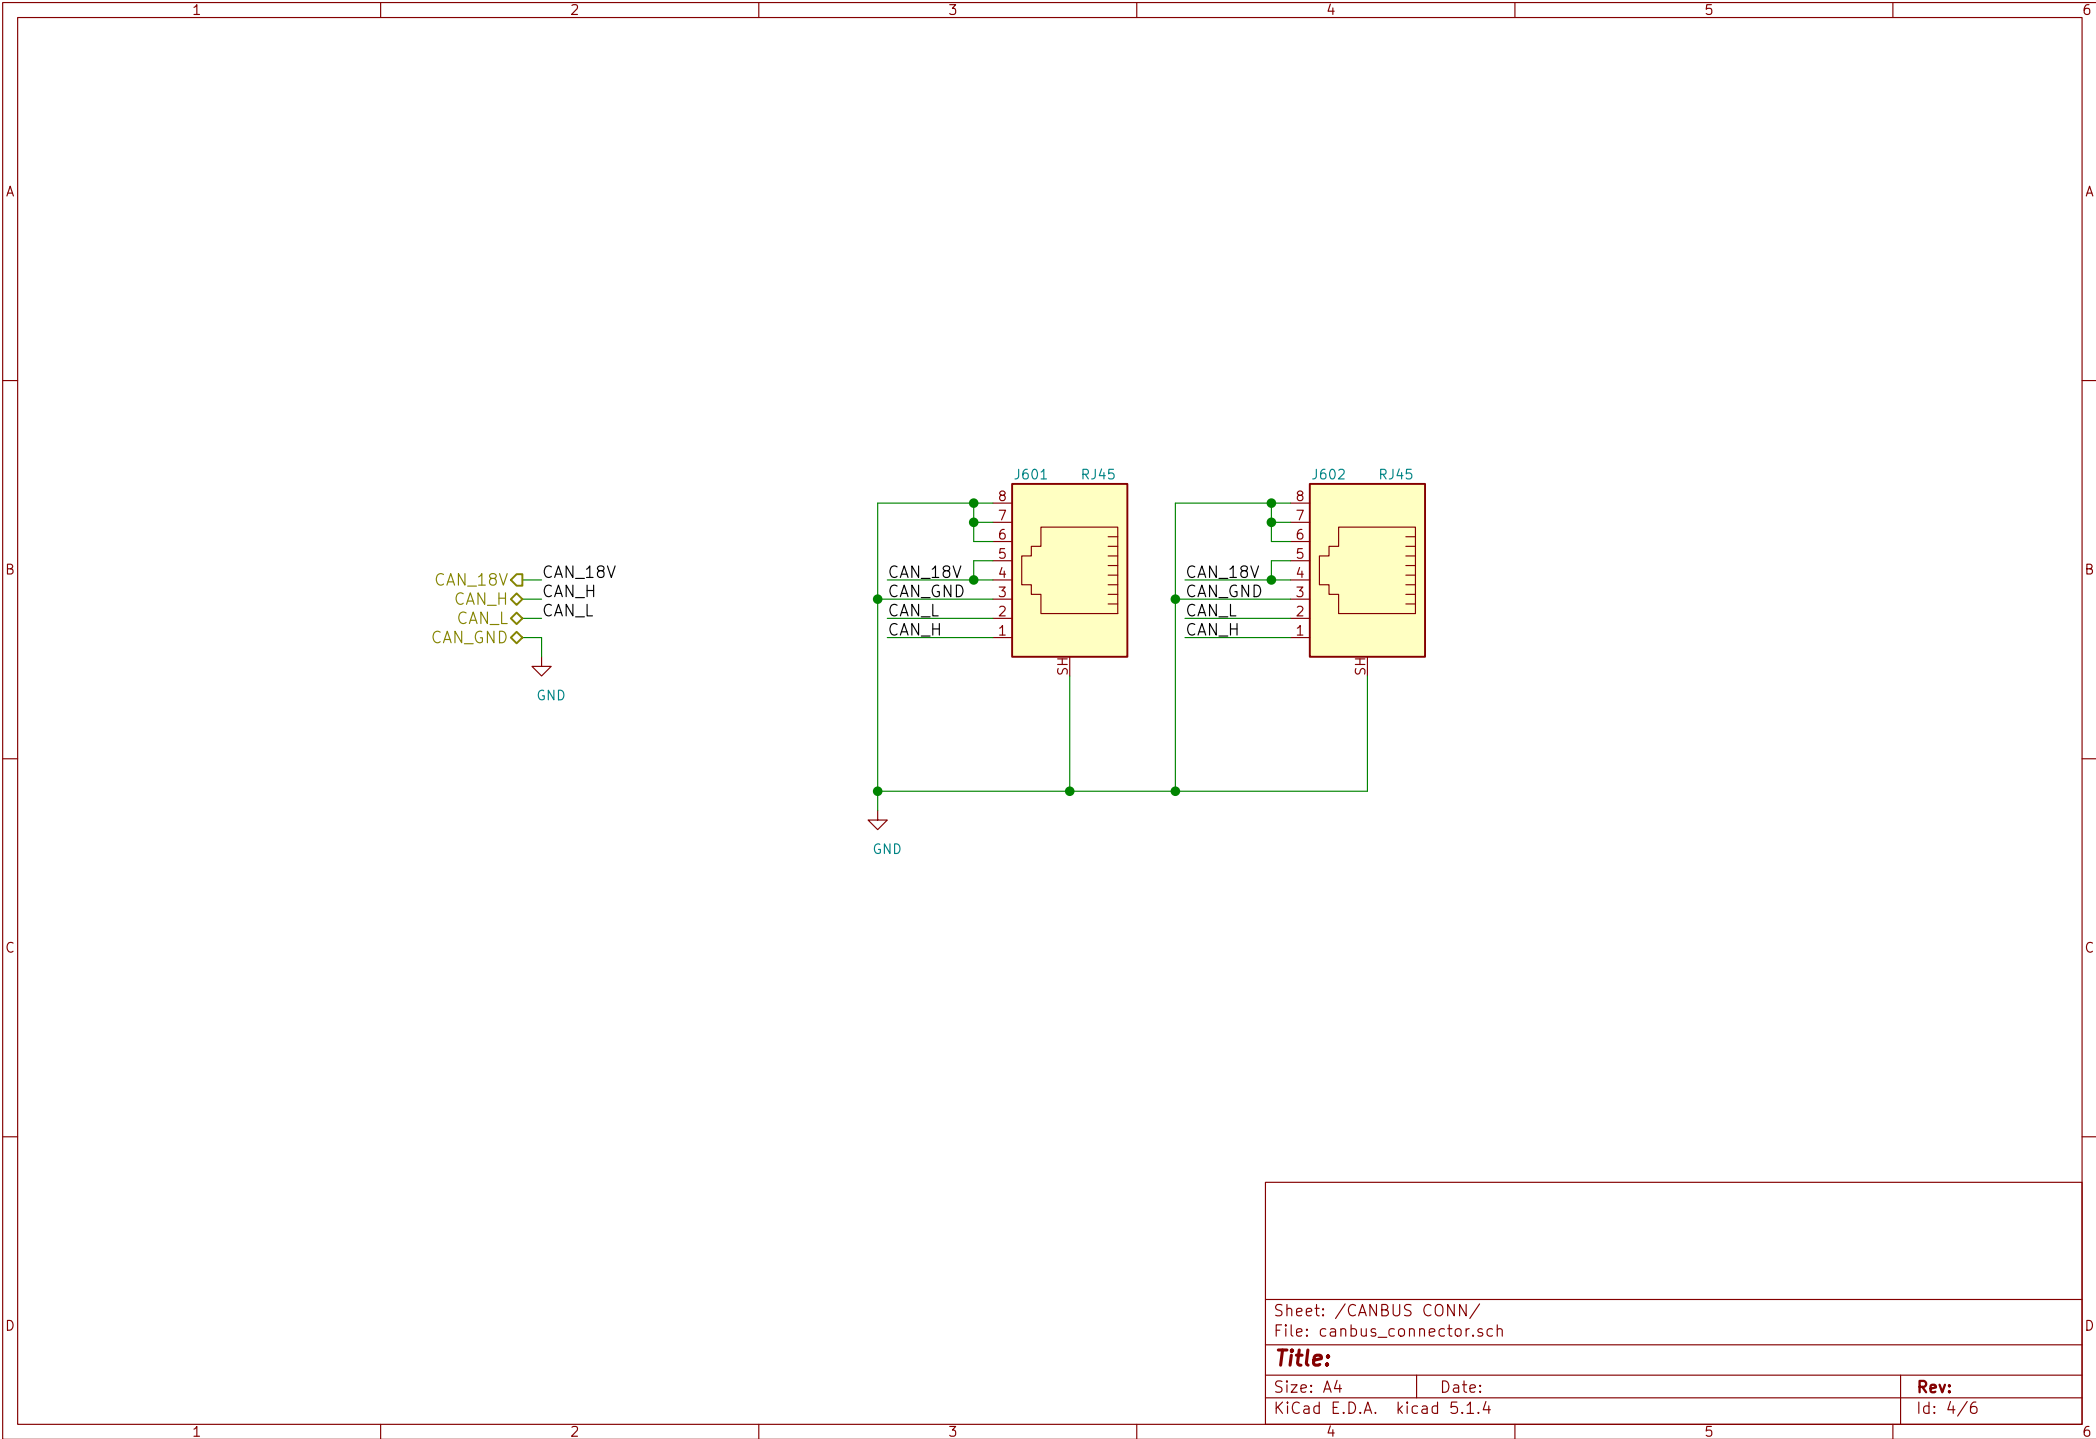 1 2 3 4 5 6
A A
J601 RJ45 J602 RJ45
8 8
7 7
6 6
5 5
B B
CAN_18V CAN_18V CAN_18V 4 CAN_18V 4
CAN_H CAN_H CAN_GND 3 CAN_GND 3
CAN_L CAN_L CAN_L 2 CAN_L 2
CAN_GND CAN_H 1 CAN_H 1
SH SH
GND
GND
C C
Sheet: /CANBUS CONN/
D D
File: canbus_connector.sch
Title:
Size: A4 Date: Rev:
KiCad E.D.A. kicad 5.1.4 Id: 4/6
1 2 3 4 5 6